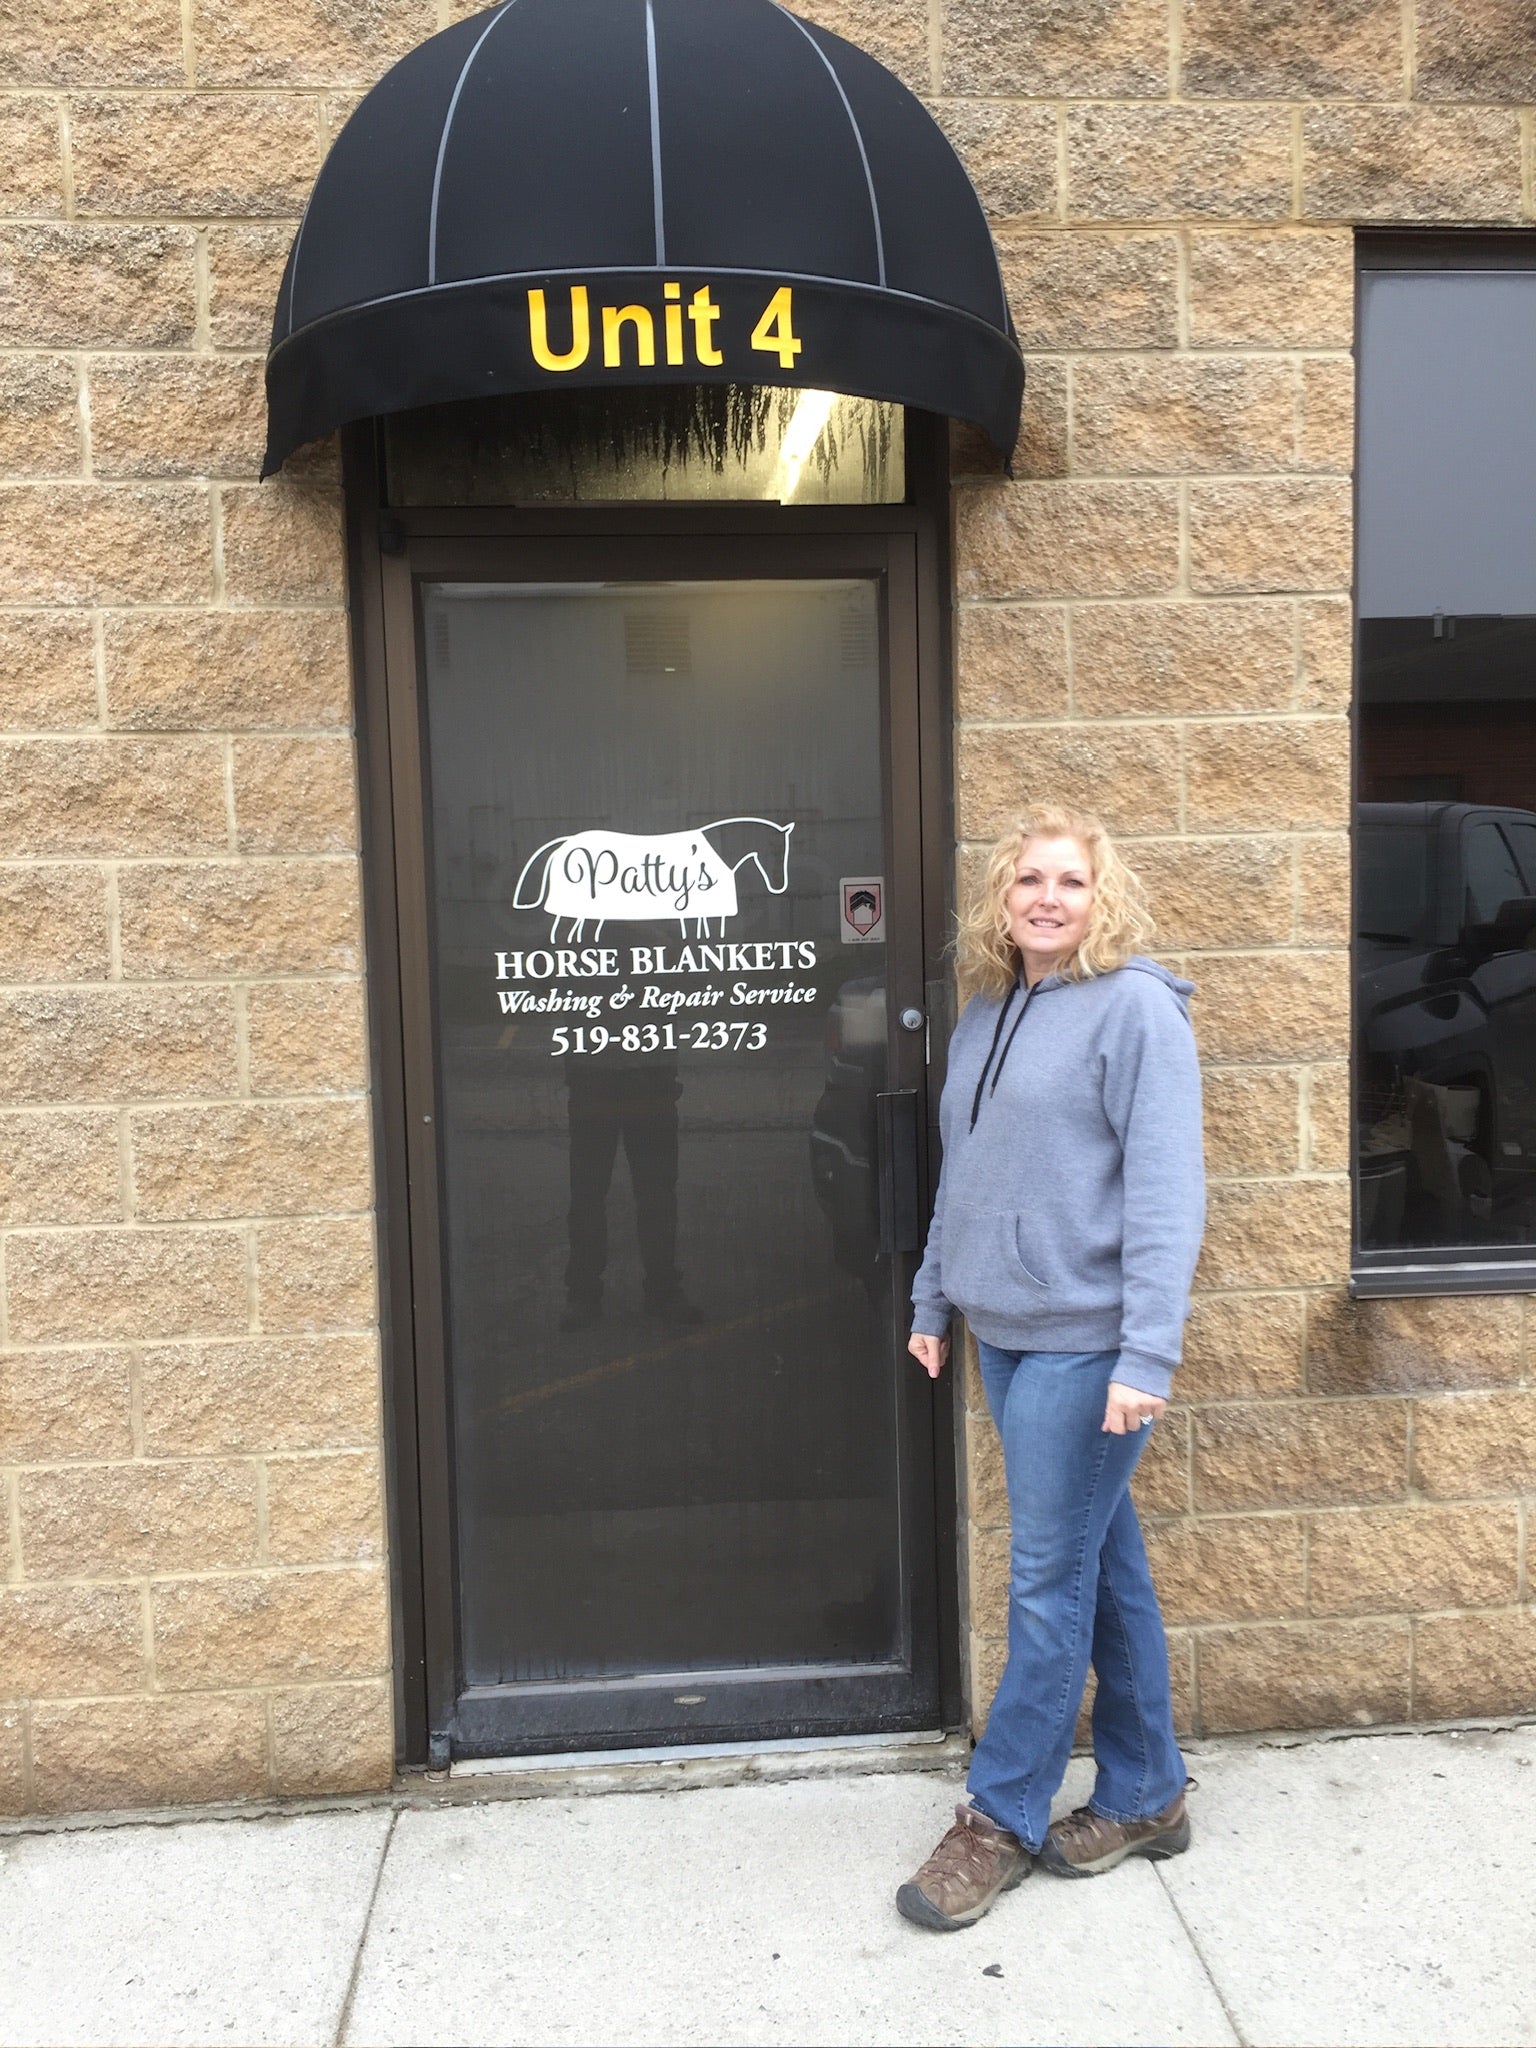 Unit 4
Patty's
HORSE BLANKETS
Washing & Repair Service
519-831-2373